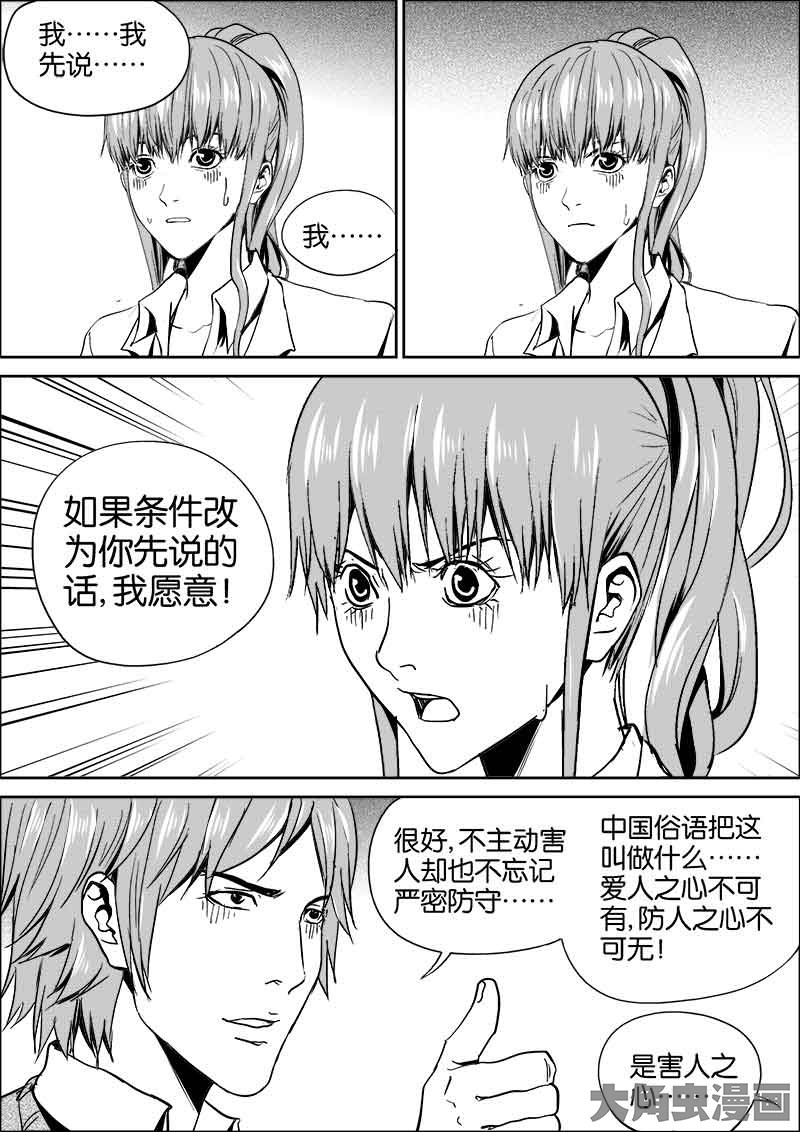 我……我
先说……
我……
如果条件改
为你先说的
话,我愿意!
很好,不主动害
人却也不忘记
严密防守……
中国俗语把这
叫做什么……
爱人之心不可
有,防人之心不
可无!
是害人之
心……
大角虫漫画